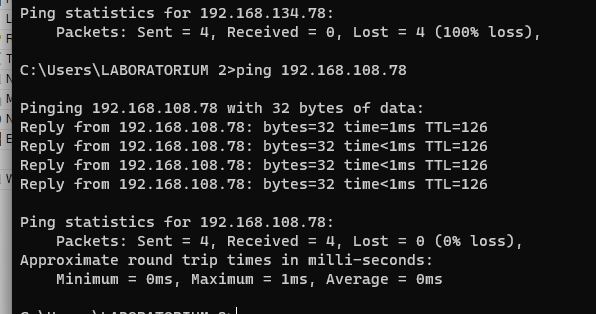 Ping statistics for 192.168.134.78:
    Packets: Sent = 4, Received = 0, Lost = 4 (100% loss),
C:\Users\LABORATORIUM 2>ping 192.168.108.78
Pinging 192.168.108.78 with 32 bytes of data:
Reply from 192.168.108.78: bytes=32 time=1ms TTL=126
Reply from 192.168.108.78: bytes=32 time<1ms TTL=126
Reply from 192.168.108.78: bytes=32 time<1ms TTL=126
Reply from 192.168.108.78: bytes=32 time<1ms TTL=126
Ping statistics for 192.168.108.78:
    Packets: Sent = 4, Received = 4, Lost = 0 (0% loss),
Approximate round trip times in milli-seconds:
    Minimum = 0ms, Maximum = 1ms, Average = 0ms
C:\Users\LABORATORIUM 2>